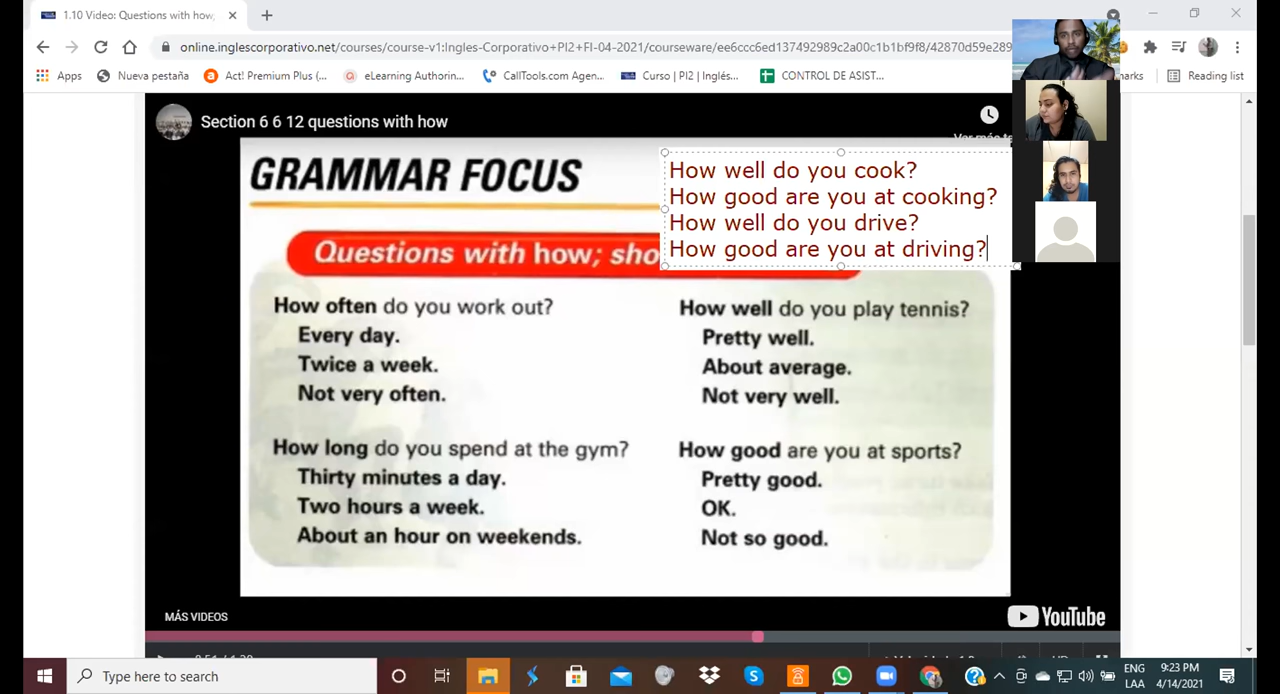 1.10 Video: Questions with how;
online.inglescorporativo.net/courses/course-v1:Ingles-Corporativo+PI2+FI-04-2021/courseware/ee6ccc6ed137492989c2a00c1b1bf9f8/42870d59e289
Apps
Nueva pestaña
Act! Premium Plus (...
eLearning Authorin...
CallTools.com Agen...
Curso | PI2 | Inglés...
CONTROL DE ASIST...
marks
Reading list
Section 6 6 12 questions with how
GRAMMAR FOCUS
How well do you cook?
How good are you at cooking?
How well do you drive?
How good are you at driving?
Questions with how; sho
How often do you work out?
Every day.
Twice a week.
Not very often.
How long do you spend at the gym?
Thirty minutes a day.
Two hours a week.
About an hour on weekends.
How well do you play tennis?
Pretty well.
About average.
Not very well.
How good are you at sports?
Pretty good.
OK.
Not so good.
MÁS VIDEOS
YouTube
Type here to search
ENG
LAA
9:23 PM
4/14/2021